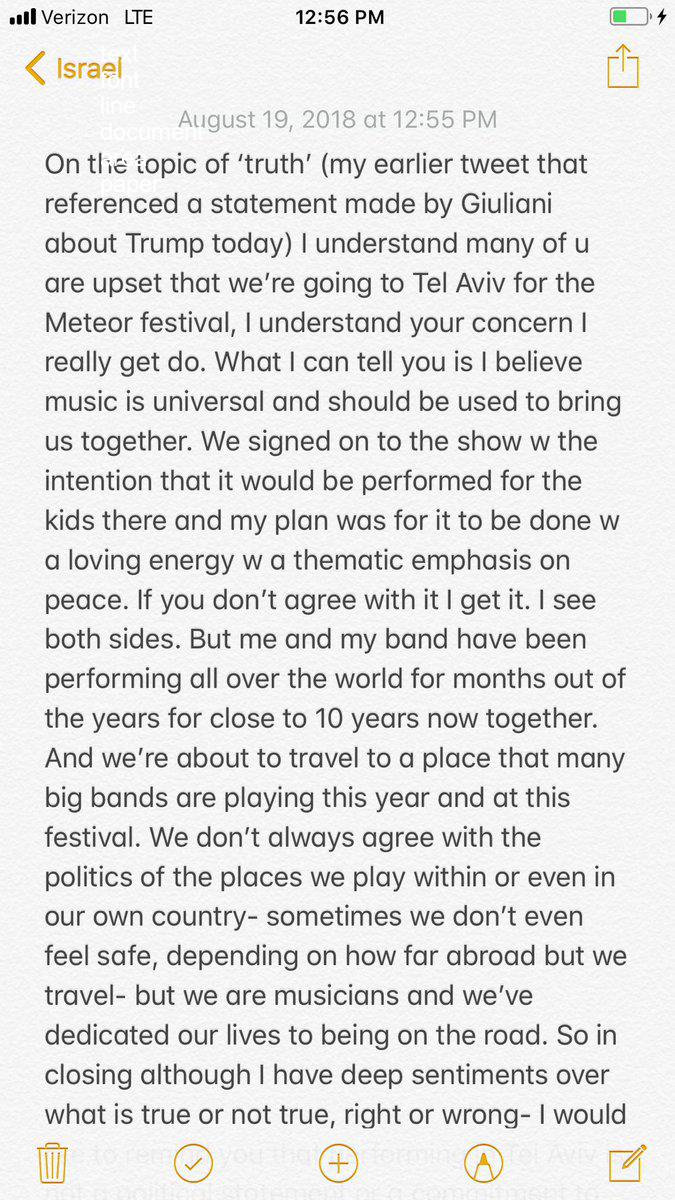 Verizon LTE 12:56 PM
Israel
text
font
line
document
paper
August 19, 2018 at 12:55 PM
On the topic of ‘truth’ (my earlier tweet that
referenced a statement made by Giuliani
about Trump today) I understand many of u
are upset that we’re going to Tel Aviv for the
Meteor festival, I understand your concern I
really get do. What I can tell you is I believe
music is universal and should be used to bring
us together. We signed on to the show w the
intention that it would be performed for the
kids there and my plan was for it to be done w
a loving energy w a thematic emphasis on
peace. If you don’t agree with it I get it. I see
both sides. But me and my band have been
performing all over the world for months out of
the years for close to 10 years now together.
And we’re about to travel to a place that many
big bands are playing this year and at this
festival. We don’t always agree with the
politics of the places we play within or even in
our own country- sometimes we don’t even
feel safe, depending on how far abroad but we
travel- but we are musicians and we’ve
dedicated our lives to being on the road. So in
closing although I have deep sentiments over
what is true or not true, right or wrong- I would
to remind you that performing Tel Aviv
not a political statement or a commitment to